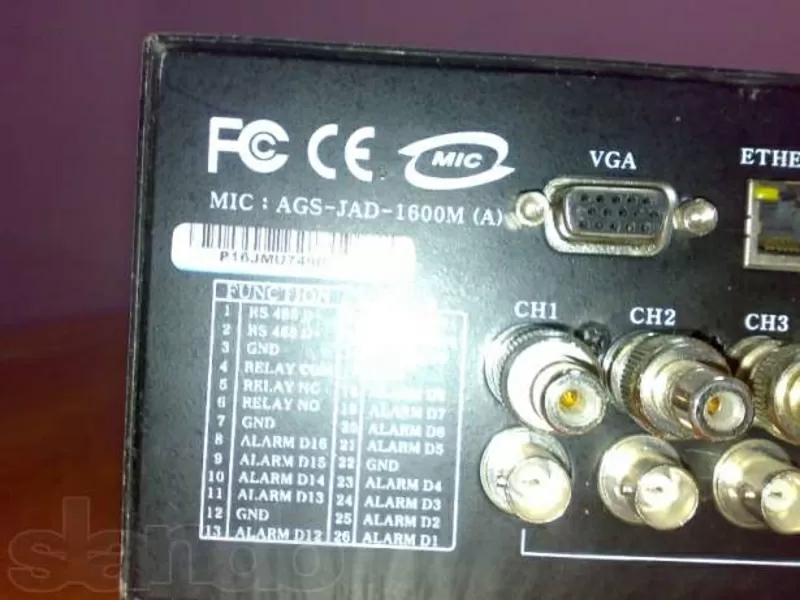 FC CE MIC
VGA
ETHE
MIC : AGS-JAD-1600M (A)
FUNCTION
1 RS 485 D-
2 RS 485 D+
3 GND
4 RELAY COM
5 RELAY NC
6 RELAY NO
7 GND
8 ALARM D16
9 ALARM D15
10 ALARM D14
11 ALARM D13
12 GND
13 ALARM D12
19 ALARM D7
20 ALARM D6
21 ALARM D5
22 GND
23 ALARM D4
24 ALARM D3
25 ALARM D2
26 ALARM D1
CH1
CH2
CH3
slando